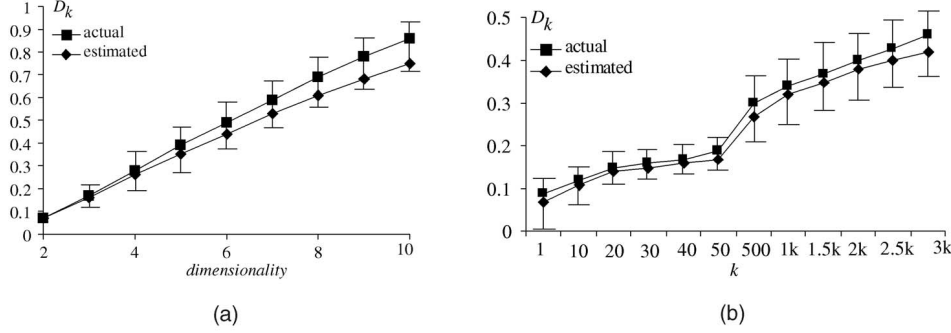 D_k
actual
estimated
1
0.9
0.8
0.7
0.6
0.5
0.4
0.3
0.2
0.1
0
2 4 6 8 10
dimensionality
(a)
D_k
actual
estimated
0.5
0.4
0.3
0.2
0.1
0
1 10 20 30 40 50 500 1k 1.5k 2k 2.5k 3k
k
(b)